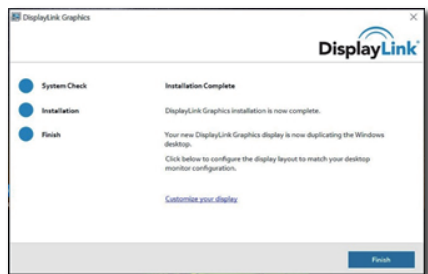 DisplayLink Graphics
DisplayLink
System Check
Installation
Finish
Installation Complete
DisplayLink Graphics installation is now complete.
Your new DisplayLink Graphics display is now duplicating the Windows
desktop.
Click below to configure the display layout to match your desktop
monitor configuration.
Customize your display
Finish